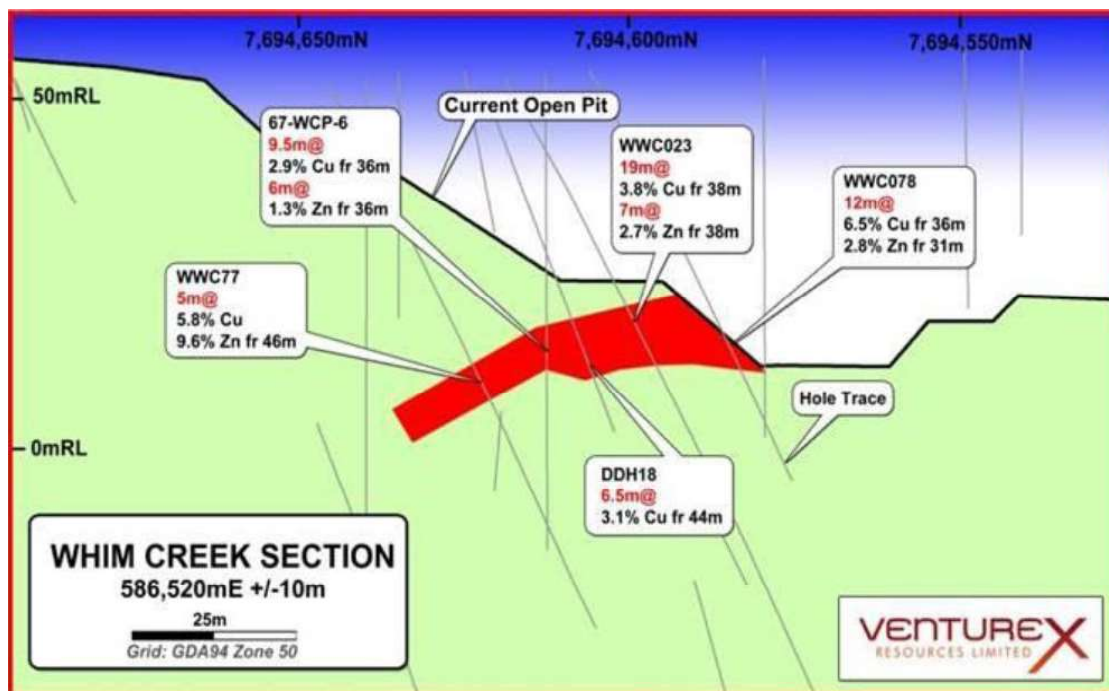 7,694,650mN
7,694,600mN
7,694,550mN
50mRL
Current Open Pit
67-WCP-6
9.5m@
2.9% Cu fr 36m
6m@
1.3% Zn fr 36m
WWC023
19m@
3.8% Cu fr 38m
7m@
2.7% Zn fr 38m
WWC078
12m@
6.5% Cu fr 36m
2.8% Zn fr 31m
WWC77
5m@
5.8% Cu
9.6% Zn fr 46m
Hole Trace
0mRL
DDH18
6.5m@
3.1% Cu fr 44m
WHIM CREEK SECTION
586,520mE +/-10m
25m
Grid: GDA94 Zone 50
VENTUREX
RESOURCES LIMITED